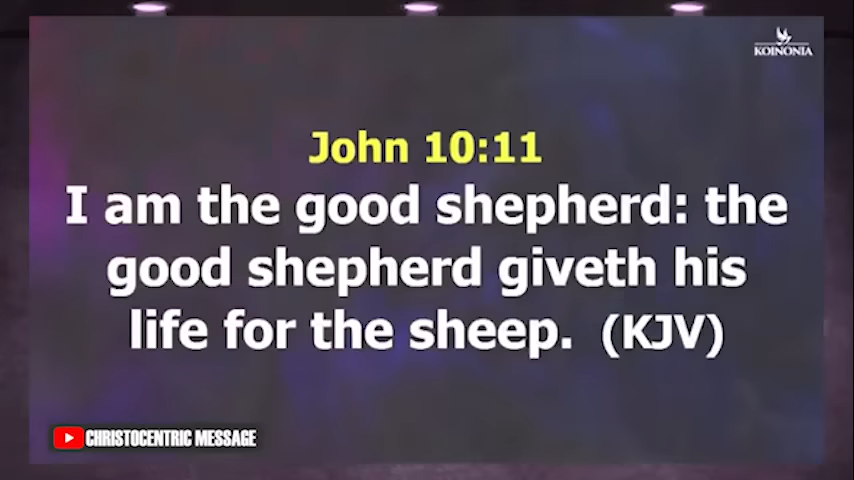 KOINONIA
John 10:11
I am the good shepherd: the
good shepherd giveth his
life for the sheep. (KJV)
CHRISTOCENTRIC MESSAGE